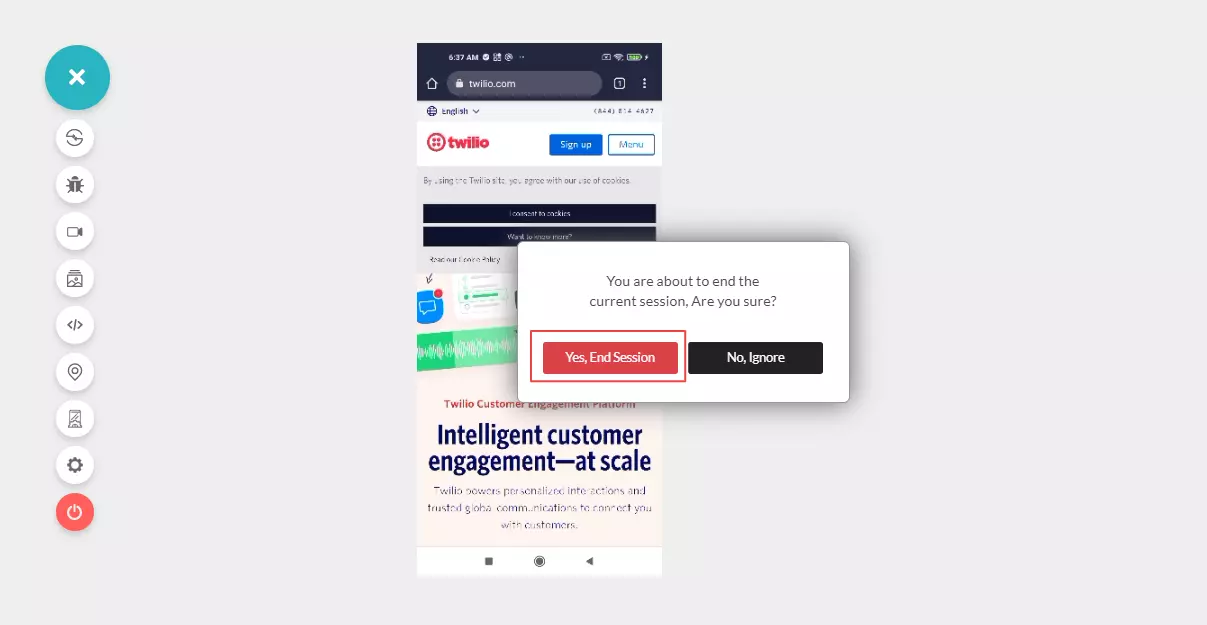 6:37 AM
twilio.com
1
English
(844) 814-4627
twilio
Sign up
Menu
By using the Twilio site, you agree with our use of cookies.
I consent to cookies
Want to know more?
Read our Cookie Policy
You are about to end the
current session, Are you sure?
Yes, End Session
No, Ignore
Twilio Customer Engagement Platform
Intelligent customer
engagement—at scale
Twilio powers personalized interactions and
trusted global communications to connect you
with customers.